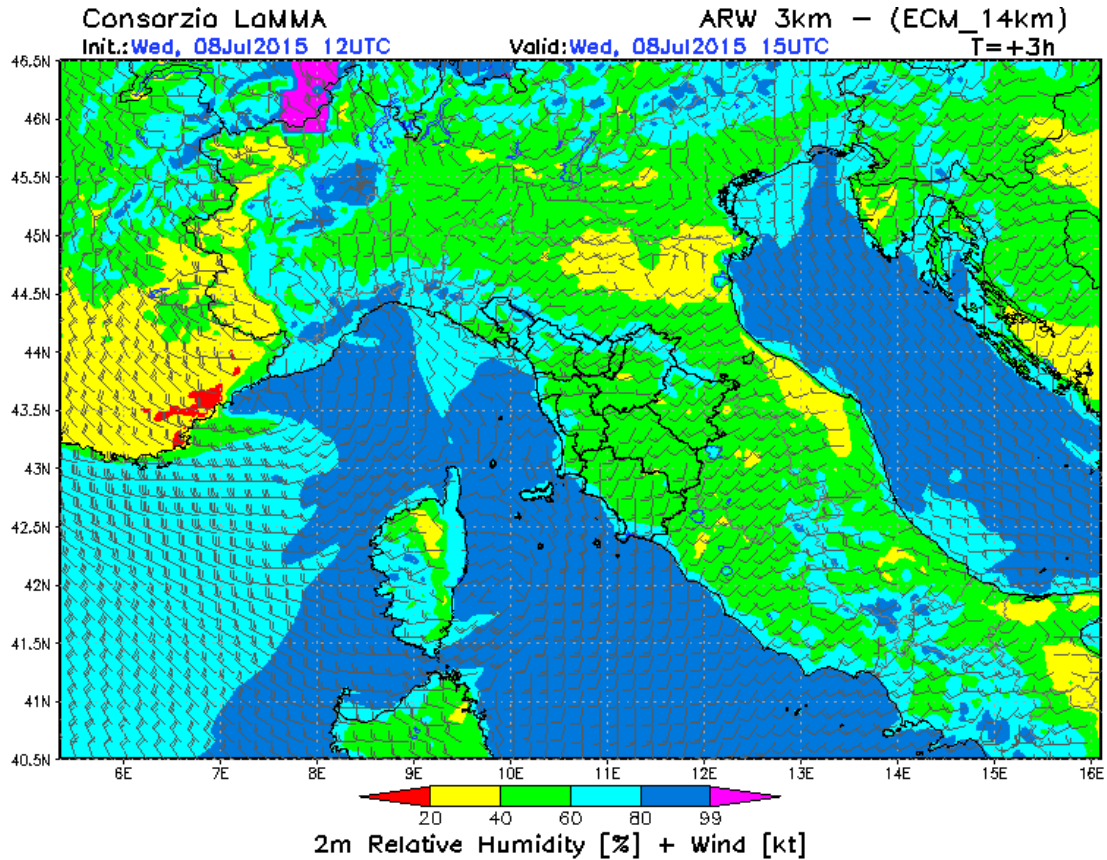 Consorzio LaMMA ARW 3km – (ECM_14km)
Init.:Wed, 08Jul2015 12UTC Valid:Wed, 08Jul2015 15UTC T=+3h
46.5N
46N
45.5N
45N
44.5N
44N
43.5N
43N
42.5N
42N
41.5N
41N
40.5N
6E 7E 8E 9E 10E 11E 12E 13E 14E 15E 16E
20 40 60 80 99
2m Relative Humidity [%] + Wind [kt]